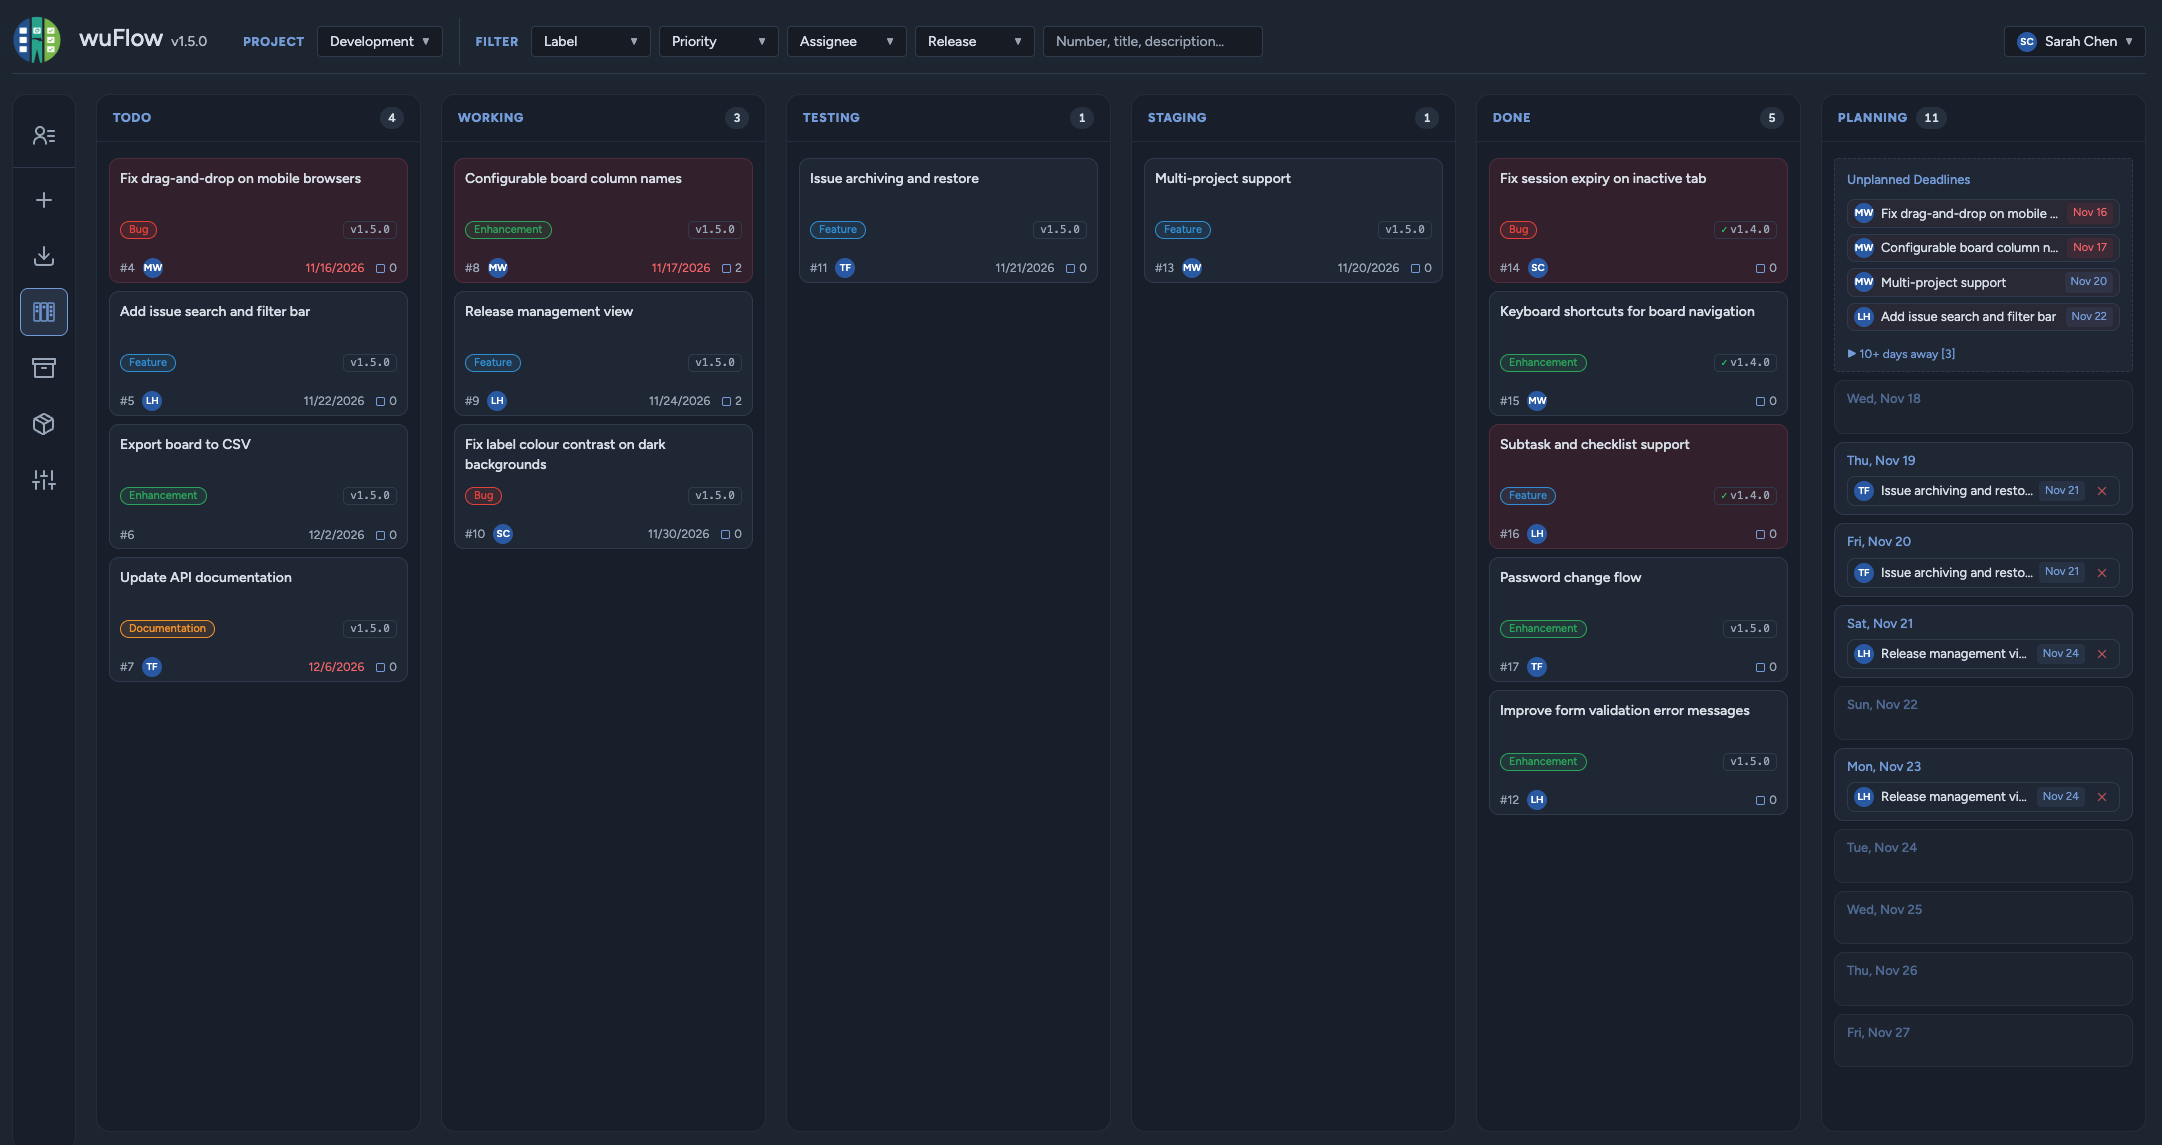 wuFlow v1.5.0 PROJECT Development FILTER Label Priority Assignee Release Number, title, description... SC Sarah Chen
TODO 4
Fix drag-and-drop on mobile browsers
Bug v1.5.0
#4 MW 11/16/2026 0
Add issue search and filter bar
Feature v1.5.0
#5 LH 11/22/2026 0
Export board to CSV
Enhancement v1.5.0
#6 12/2/2026 0
Update API documentation
Documentation v1.5.0
#7 TF 12/6/2026 0
WORKING 3
Configurable board column names
Enhancement v1.5.0
#8 MW 11/17/2026 2
Release management view
Feature v1.5.0
#9 LH 11/24/2026 2
Fix label colour contrast on dark
backgrounds
Bug v1.5.0
#10 SC 11/30/2026 0
TESTING 1
Issue archiving and restore
Feature v1.5.0
#11 TF 11/21/2026 0
STAGING 1
Multi-project support
Feature v1.5.0
#13 MW 11/20/2026 0
DONE 5
Fix session expiry on inactive tab
Bug ✓ v1.4.0
#14 SC 0
Keyboard shortcuts for board navigation
Enhancement ✓ v1.4.0
#15 MW 0
Subtask and checklist support
Feature ✓ v1.4.0
#16 LH 0
Password change flow
Enhancement v1.5.0
#17 TF 0
Improve form validation error messages
Enhancement v1.5.0
#12 LH 0
PLANNING 11
Unplanned Deadlines
MW Fix drag-and-drop on mobile ... Nov 16
MW Configurable board column n... Nov 17
MW Multi-project support Nov 20
LH Add issue search and filter bar Nov 22
▶ 10+ days away [3]
Wed, Nov 18
Thu, Nov 19
TF Issue archiving and resto... Nov 21 ×
Fri, Nov 20
TF Issue archiving and resto... Nov 21 ×
Sat, Nov 21
LH Release management vi... Nov 24 ×
Sun, Nov 22
Mon, Nov 23
LH Release management vi... Nov 24 ×
Tue, Nov 24
Wed, Nov 25
Thu, Nov 26
Fri, Nov 27